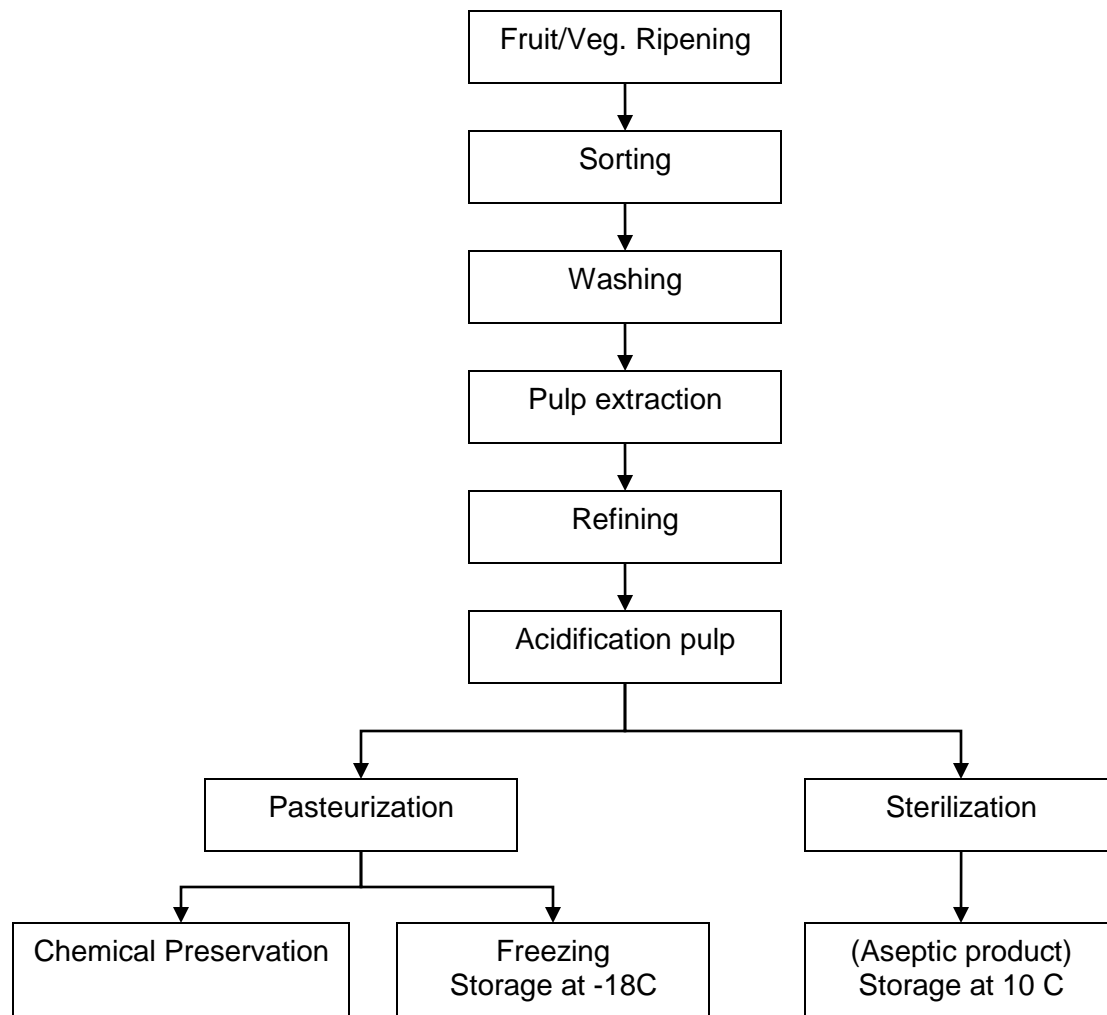 Fruit/Veg. Ripening
Sorting
Washing
Pulp extraction
Refining
Acidification pulp
Pasteurization
Sterilization
Chemical Preservation
Freezing
Storage at -18C
(Aseptic product)
Storage at 10 C